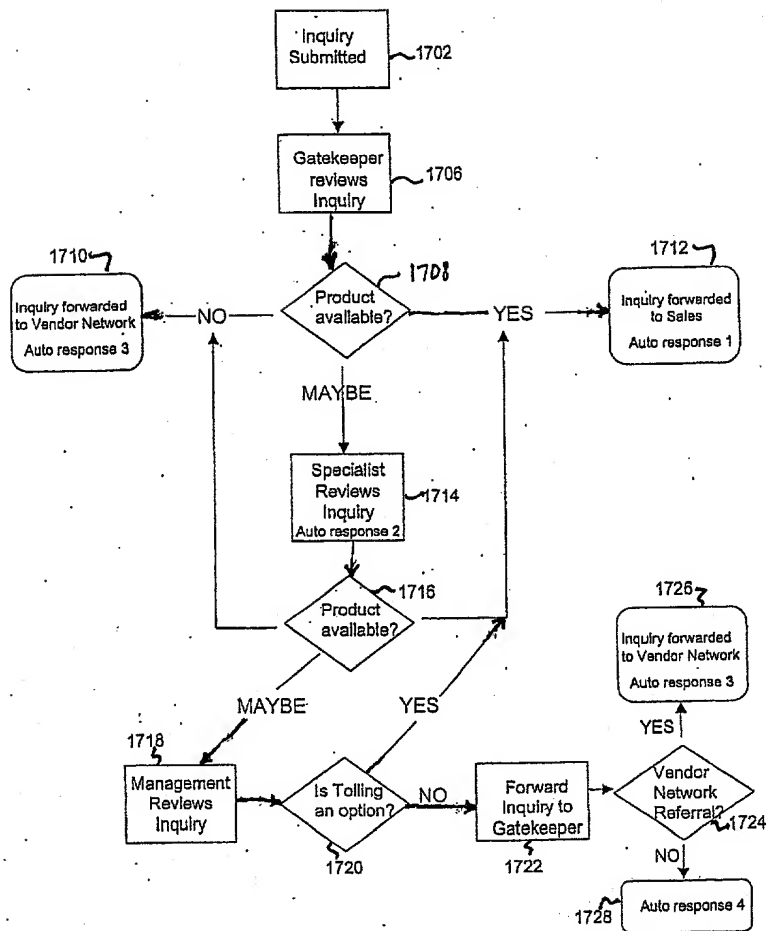 Inquiry
Submitted
1702
Gatekeeper
reviews
Inquiry
1706
1710
1708
1712
Inquiry forwarded
to Vendor Network
Auto response 3
NO
Product
available?
YES
Inquiry forwarded
to Sales
Auto response 1
MAYBE
Specialist
Reviews
Inquiry
Auto response 2
1714
1716
Product
available?
1726
Inquiry forwarded
to Vendor Network
Auto response 3
MAYBE
YES
YES
1718
Management
Reviews
Inquiry
Is Tolling
an option?
NO
Forward
Inquiry to
Gatekeeper
Vendor
Network
Referral?
1724
1720
1722
NO
1728
Auto response 4